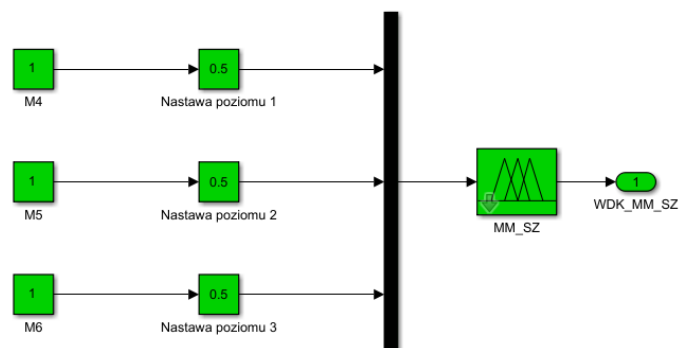 1
M4
0.5
Nastawa poziomu 1
1
M5
0.5
Nastawa poziomu 2
MM_SZ
1
WDK_MM_SZ
1
M6
0.5
Nastawa poziomu 3